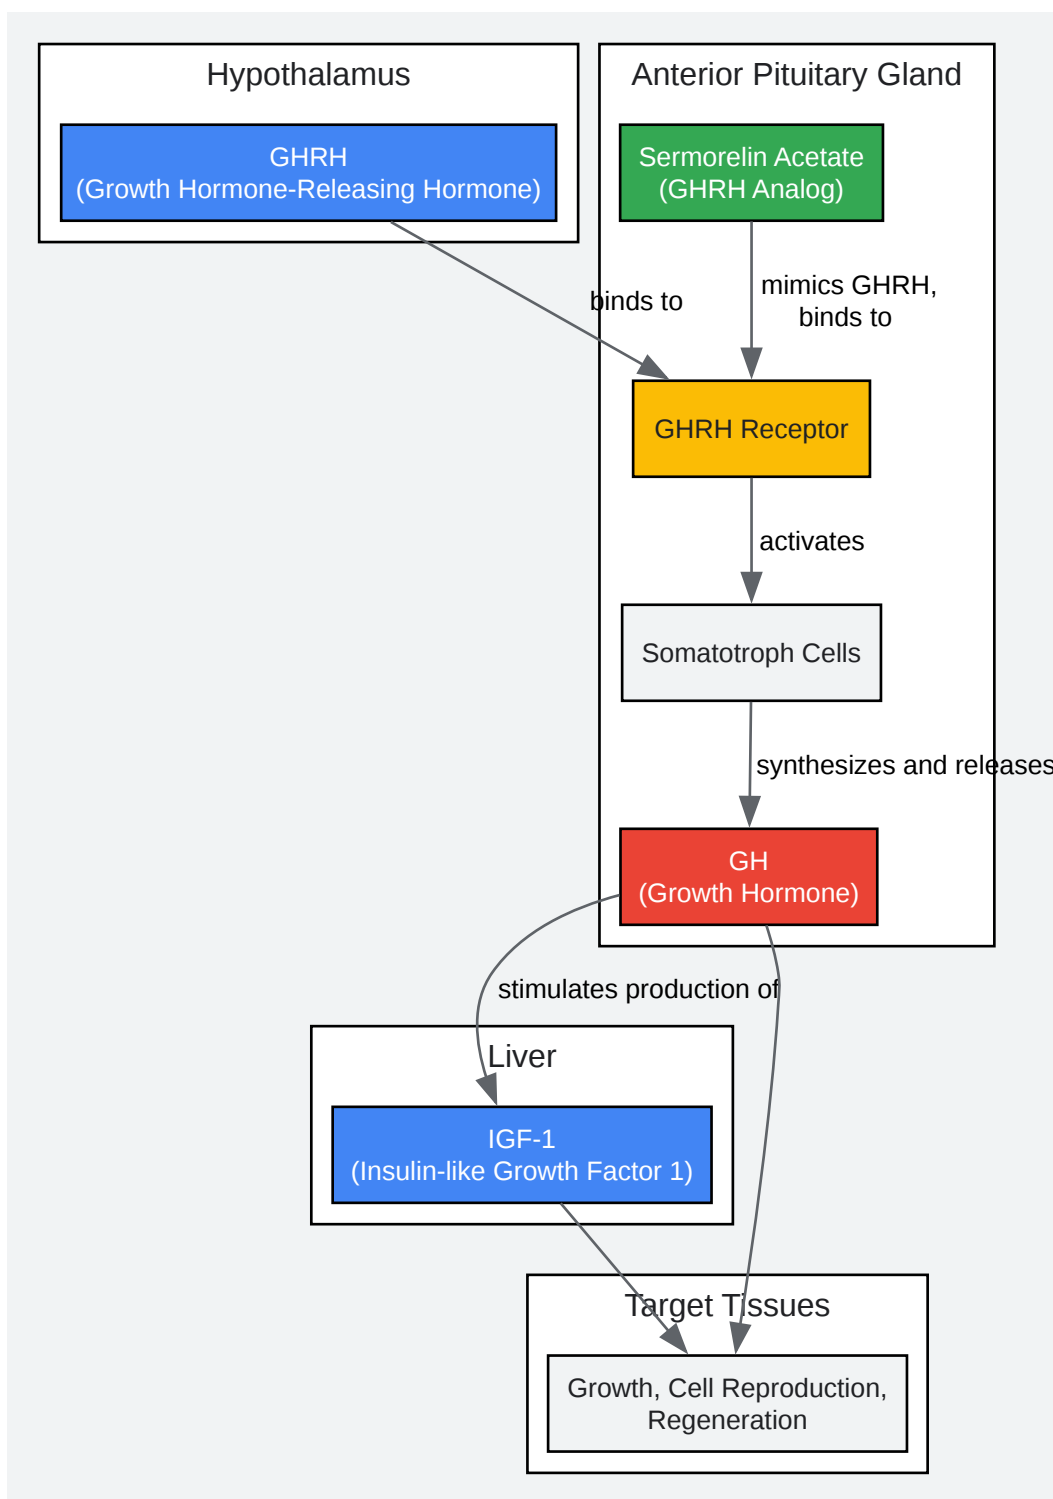 Hypothalamus
GHRH
(Growth Hormone-Releasing Hormone)
Anterior Pituitary Gland
Sermorelin Acetate
(GHRH Analog)
binds to
mimics GHRH,
binds to
GHRH Receptor
activates
Somatotroph Cells
synthesizes and releases
GH
(Growth Hormone)
stimulates production of
Liver
IGF-1
(Insulin-like Growth Factor 1)
Target Tissues
Growth, Cell Reproduction,
Regeneration